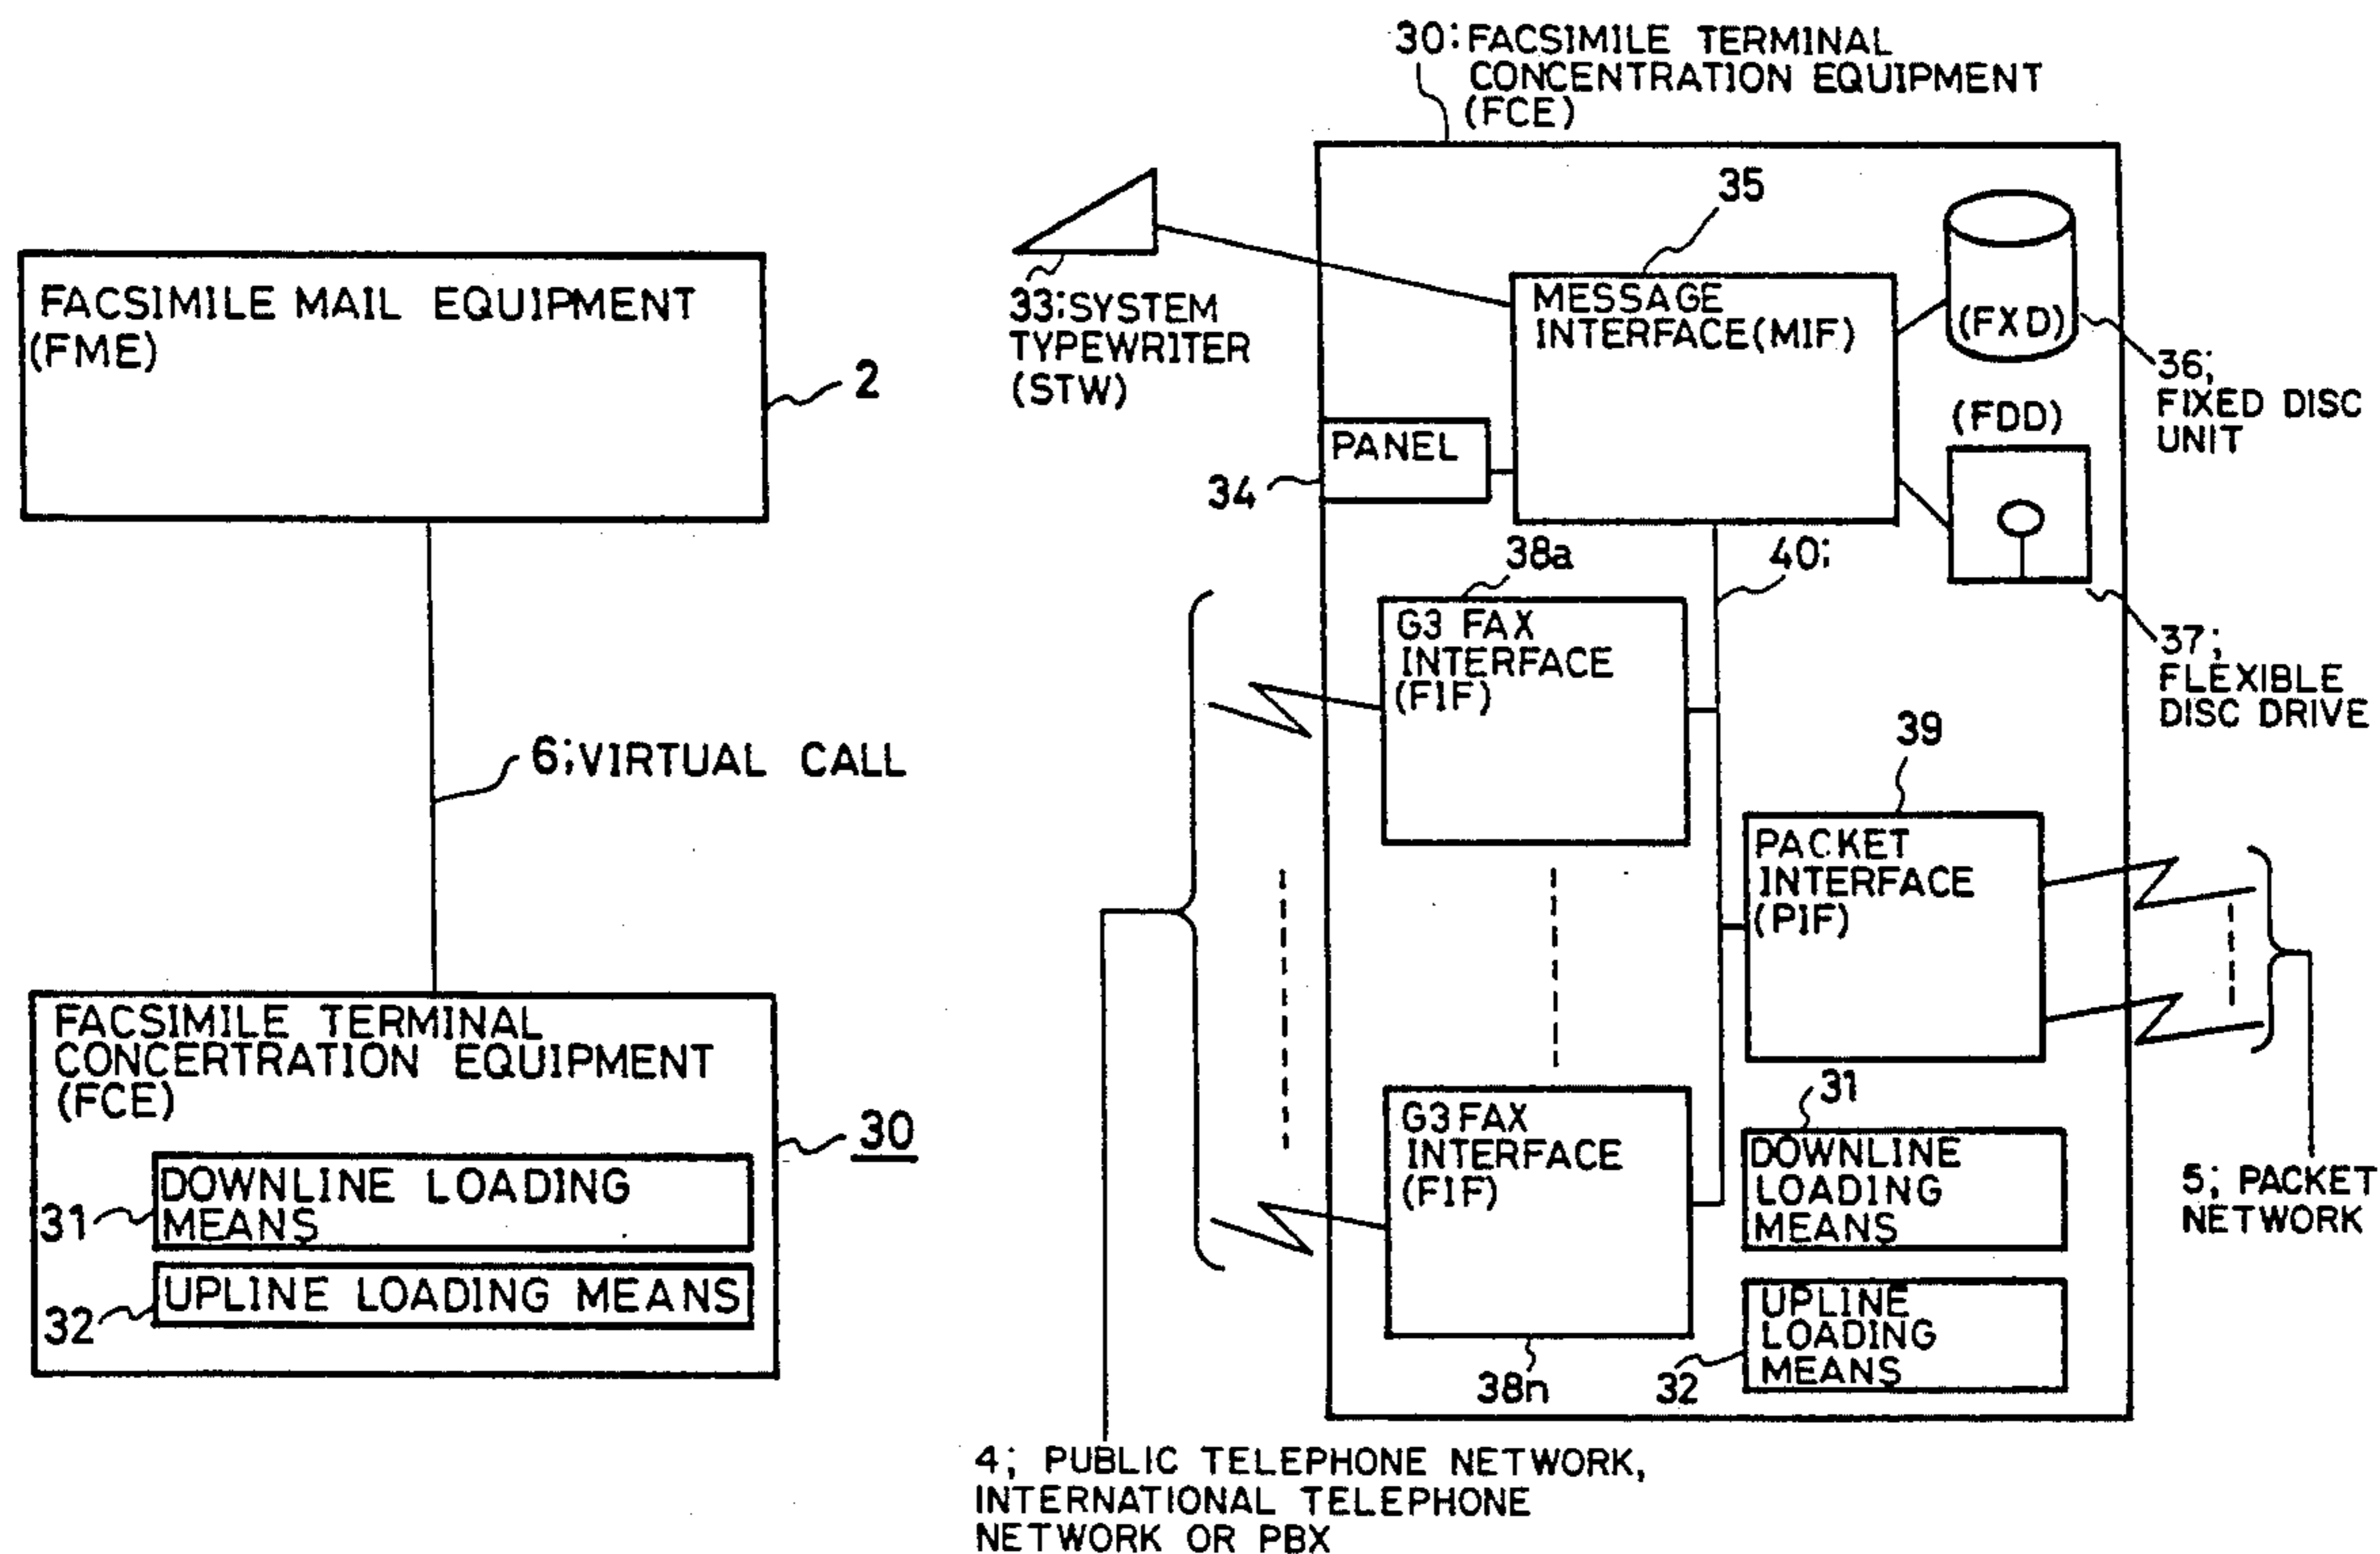 FACSIMILE MAIL EQUIPMENT
(FME)
2
6;VIRTUAL CALL
FACSIMILE TERMINAL
CONCERTRATION EQUIPMENT
(FCE)
30
31
DOWNLINE LOADING
MEANS
32
UPLINE LOADING MEANS
30:FACSIMILE TERMINAL
CONCENTRATION EQUIPMENT
(FCE)
33;SYSTEM
TYPEWRITER
(STW)
35
MESSAGE
INTERFACE(MIF)
(FXD)
36;
FIXED DISC
UNIT
PANEL
34
(FDD)
37;
FLEXIBLE
DISC DRIVE
38a
40;
G3 FAX
INTERFACE
(FIF)
39
PACKET
INTERFACE
(PIF)
G3 FAX
INTERFACE
(FIF)
38n
31
DOWNLINE
LOADING
MEANS
32
UPLINE
LOADING
MEANS
5; PACKET
NETWORK
4; PUBLIC TELEPHONE NETWORK,
INTERNATIONAL TELEPHONE
NETWORK OR PBX